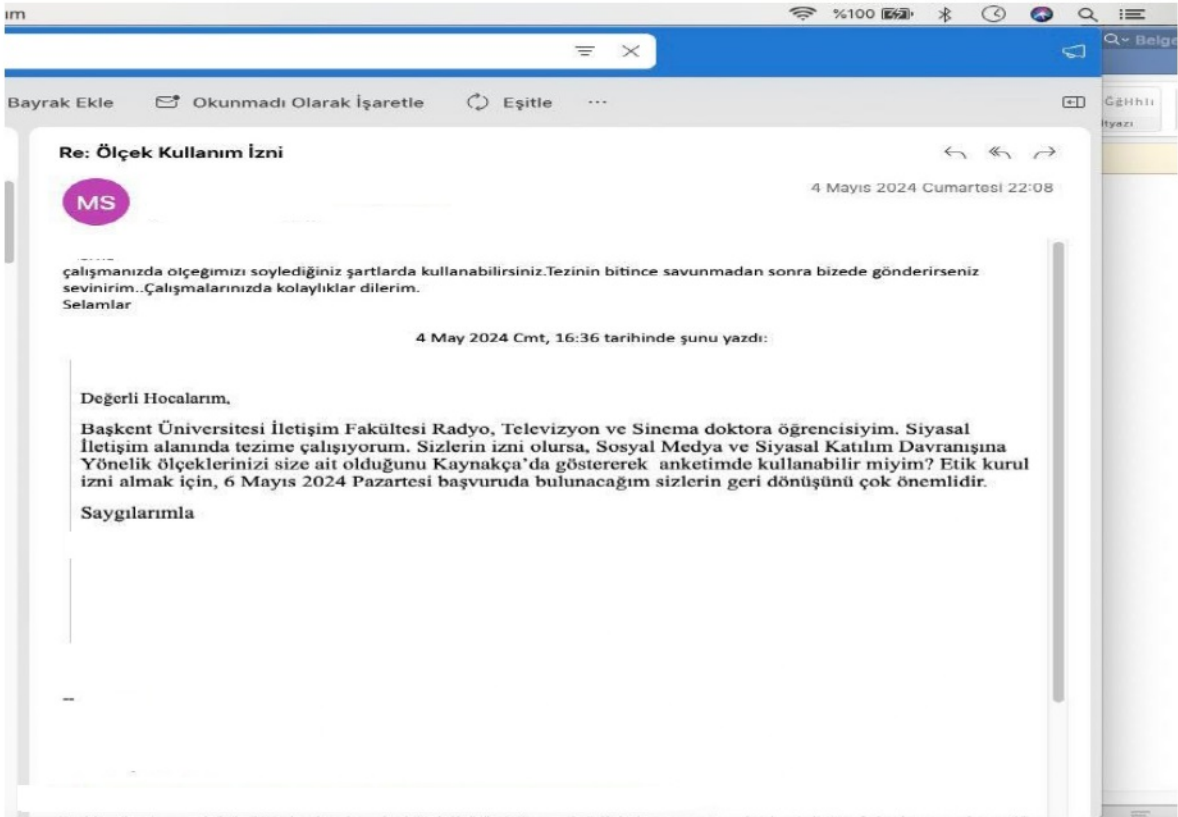 %100
Bayrak Ekle Okunmadı Olarak İşaretle Eşitle ...
Re: Ölçek Kullanım İzni
4 Mayıs 2024 Cumartesi 22:08
MS
çalışmanızda olçeğimizi soylediğiniz şartlarda kullanabilirsiniz.Tezinin bitince savunmadan sonra bizede gönderirseniz
sevinirim..Çalışmalarınızda kolaylıklar dilerim.
Selamlar
4 May 2024 Cmt, 16:36 tarihinde şunu yazdı:
Değerli Hocalarım,
Başkent Üniversitesi İletişim Fakültesi Radyo, Televizyon ve Sinema doktora öğrencisiyim. Siyasal
İletişim alanında tezime çalışıyorum. Sizlerin izni olursa, Sosyal Medya ve Siyasal Katılım Davranışına
Yönelik ölçeklerinizi size ait olduğunu Kaynakça’da göstererek anketimde kullanabilir miyim? Etik kurul
izni almak için, 6 Mayıs 2024 Pazartesi başvuruda bulunacağım sizlerin geri dönüşünü çok önemlidir.
Saygılarımla
--